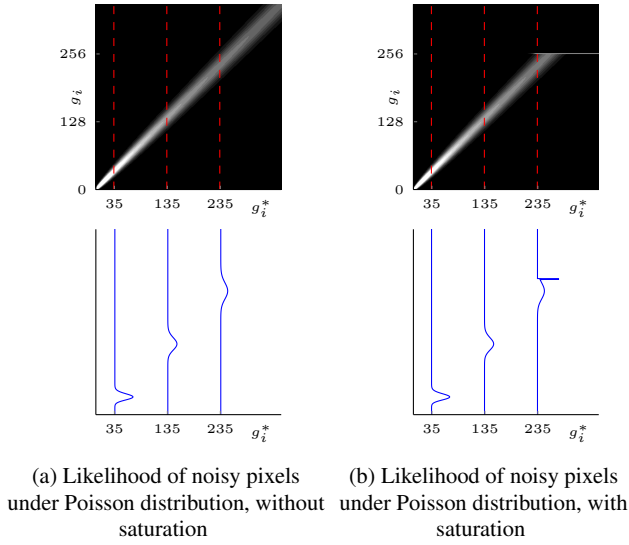 256
g_i
128
0
35 135 235 g_i^*
256
g_i
128
0
35 135 235 g_i^*
35 135 235 g_i^*
35 135 235 g_i^*
(a) Likelihood of noisy pixels
under Poisson distribution, without
saturation
(b) Likelihood of noisy pixels
under Poisson distribution, with
saturation